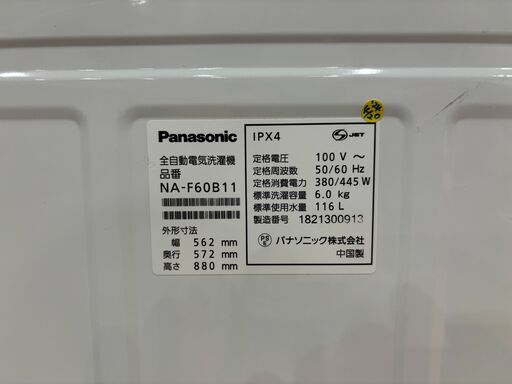 Panasonic
全自動電気洗濯機
品番
NA-F60B11
外形寸法
幅 562 mm
奥行 572 mm
高さ 880 mm
IPX4
S JET
定格電圧 100 V ～
定格周波数 50/60 Hz
定格消費電力 380/445 W
標準洗濯容量 6.0 kg
標準使用水量 116 L
製造番号 1821300913
PS E
パナソニック株式会社
中国製